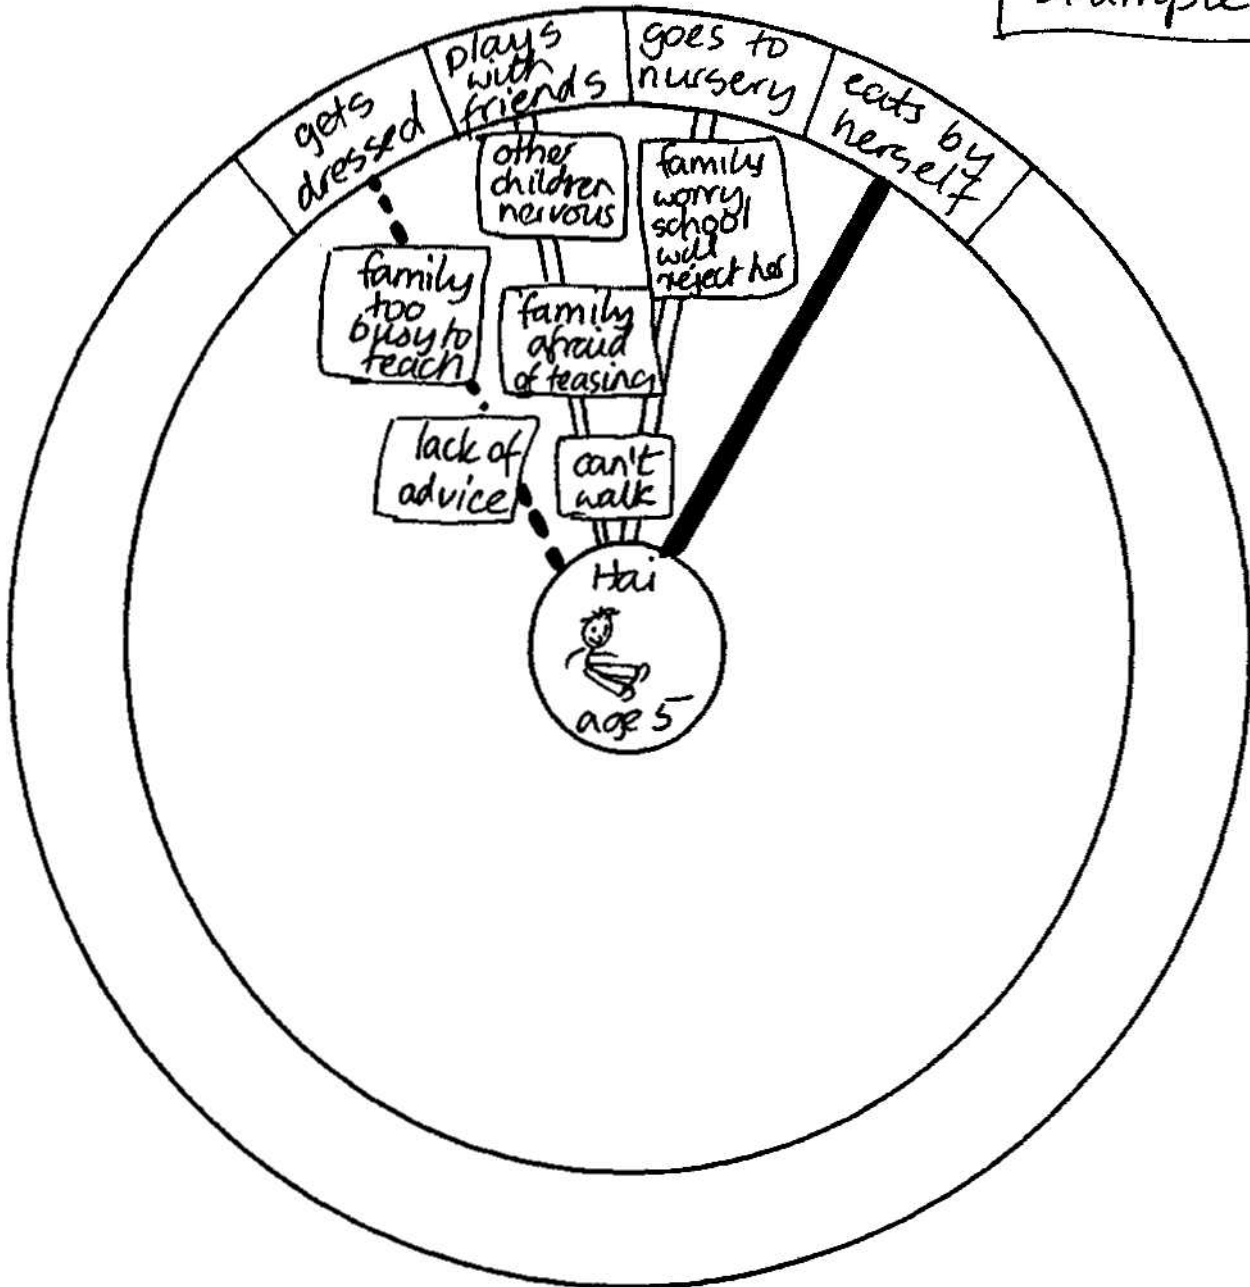 example
gets
dressed
plays
with
friends
goes to
nursery
eats by
herself
other
children
nervous
family
worry
school
will
reject her
family
too
busy to
teach
family
afraid
of teasing
lack of
advice
can't
walk
Hai
age 5